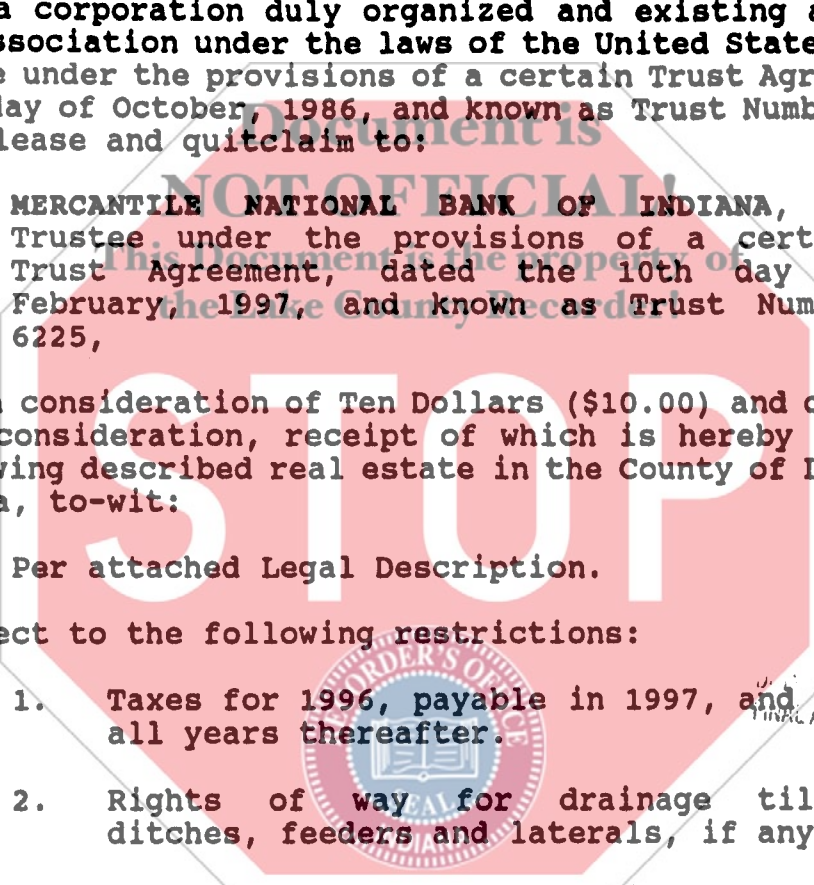 a corporation duly organized and existing a
ssociation under the laws of the United State
e under the provisions of a certain Trust Agr
day of October, 1986, and known as Trust Numb
lease and quitclaim to:
Document is
NOT OFFICIAL!
This Document is the property of
the Lake County Recorder!
MERCANTILE NATIONAL BANK OF INDIANA,
Trustee under the provisions of a cert
Trust Agreement, dated the 10th day
February, 1997, and known as Trust Num
6225,
consideration of Ten Dollars ($10.00) and o
consideration, receipt of which is hereby
wing described real estate in the County of L
a, to-wit:
STOP
Per attached Legal Description.
ect to the following restrictions:
RECORDER'S OFFICE
SEAL
INDIANA
1. Taxes for 1996, payable in 1997, and
all years thereafter.
2. Rights of way for drainage til
ditches, feeders and laterals, if any